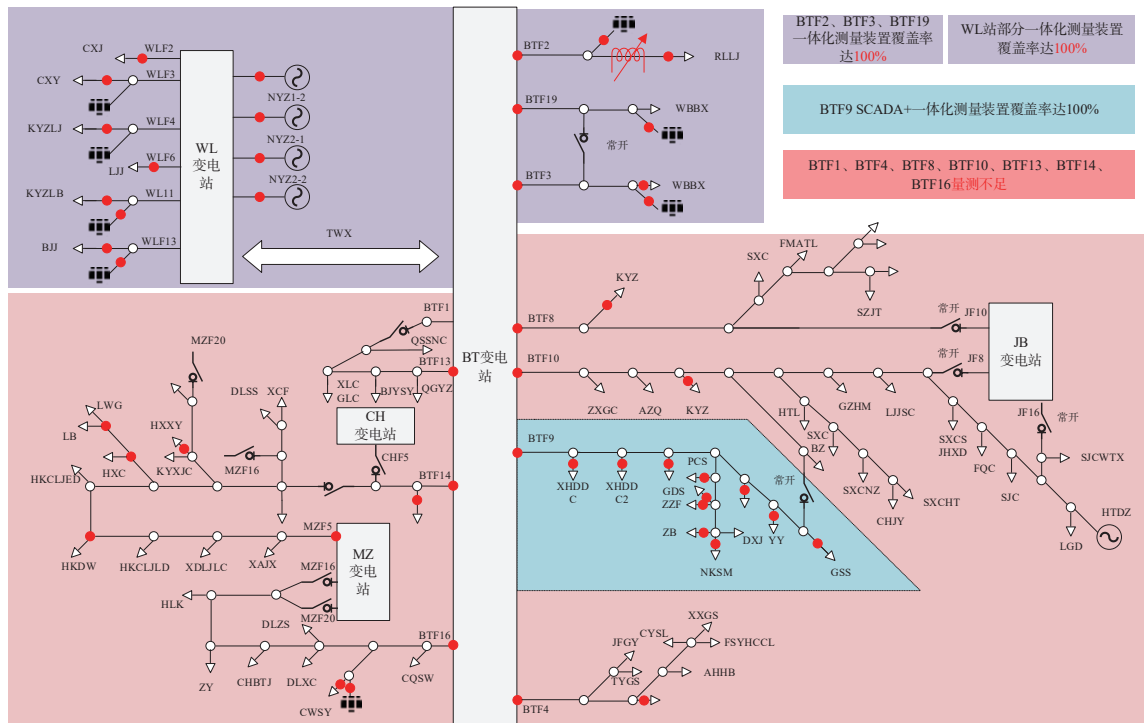 CXJ
WLF2
CXY
WLF3
NYZ1-2
KYZLJ
WLF4
WL
变电
站
NYZ2-1
LJJ
WLF6
NYZ2-2
KYZLB
WL11
BJJ
WLF13
TWX
BT变电
站
BTF2
RLLJ
BTF19
WBBX
常开
BTF3
WBBX
BTF2、BTF3、BTF19
一体化测量装置覆盖率
达100%
WL站部分一体化测量装置
覆盖率达100%
BTF9 SCADA+一体化测量装置覆盖率达100%
BTF1、BTF4、BTF8、BTF10、BTF13、BTF14、
BTF16量测不足
BTF1
QSSNC
BTF13
XLC
GLC
BJYSY
QGYZ
MZF20
DLSS
XCF
CH
变电站
CHF5
LWG
LB
HXXY
HXC
KYXJC
MZF16
HKCLJED
BTF14
MZF5
HKDW
HKCLJLD
XDLJLC
XAJX
MZ
变电
站
MZF16
MZF20
HLK
DLZS
BTF16
ZY
CHBTJ
DLXC
CWSY
CQSW
FMATL
SXC
KYZ
SZJT
BTF8
常开
JF10
JB
变电站
BTF10
常开
JF8
ZXGC
AZQ
KYZ
HTL
GZHM
LJJSC
JF16
常开
SXC
BZ
SXCS
JHXD
FQC
SJCWTX
SXCNZ
SXCHT
SJC
CHJY
LGD
HTDZ
BTF9
PCS
XHDD
C
XHDD
C2
GDS
ZZF
常开
ZB
DXJ
YY
NKSM
GSS
XXGS
CYSL
JFGY
FSYHCCL
TYGS
AHHB
BTF4